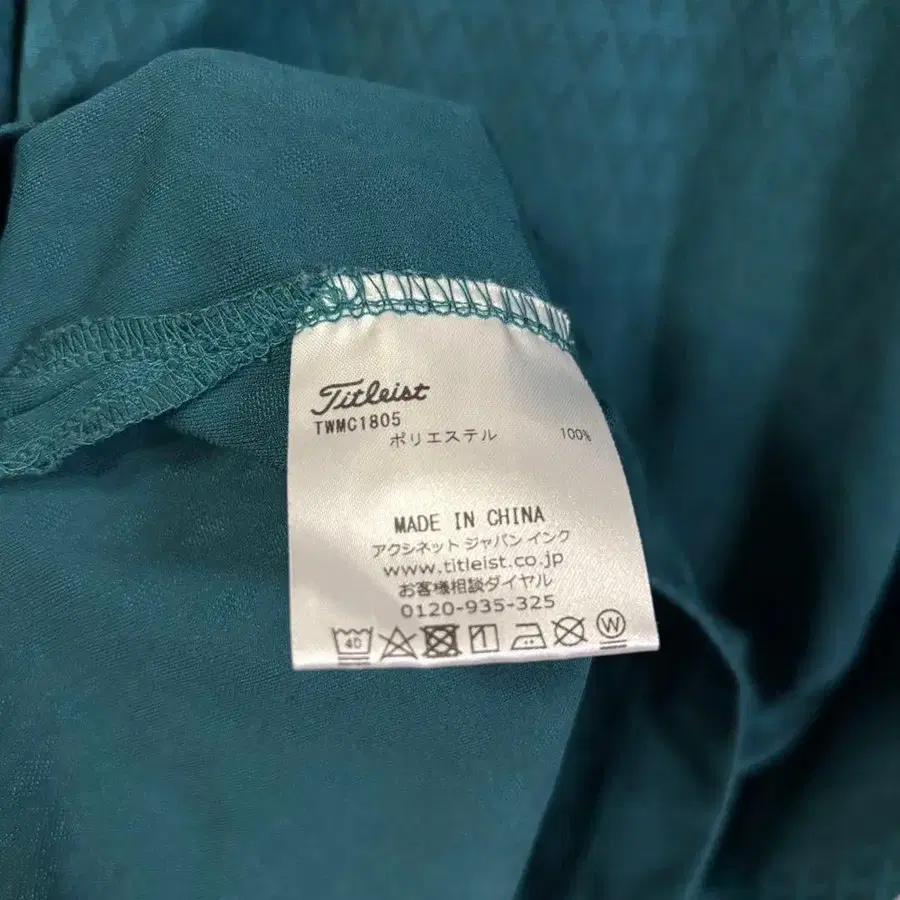 Titleist
TWMC1805
ポリエステル 100%
MADE IN CHINA
アクシネット ジャパン インク
www.titleist.co.jp
お客様相談ダイヤル
0120-935-325
40 W